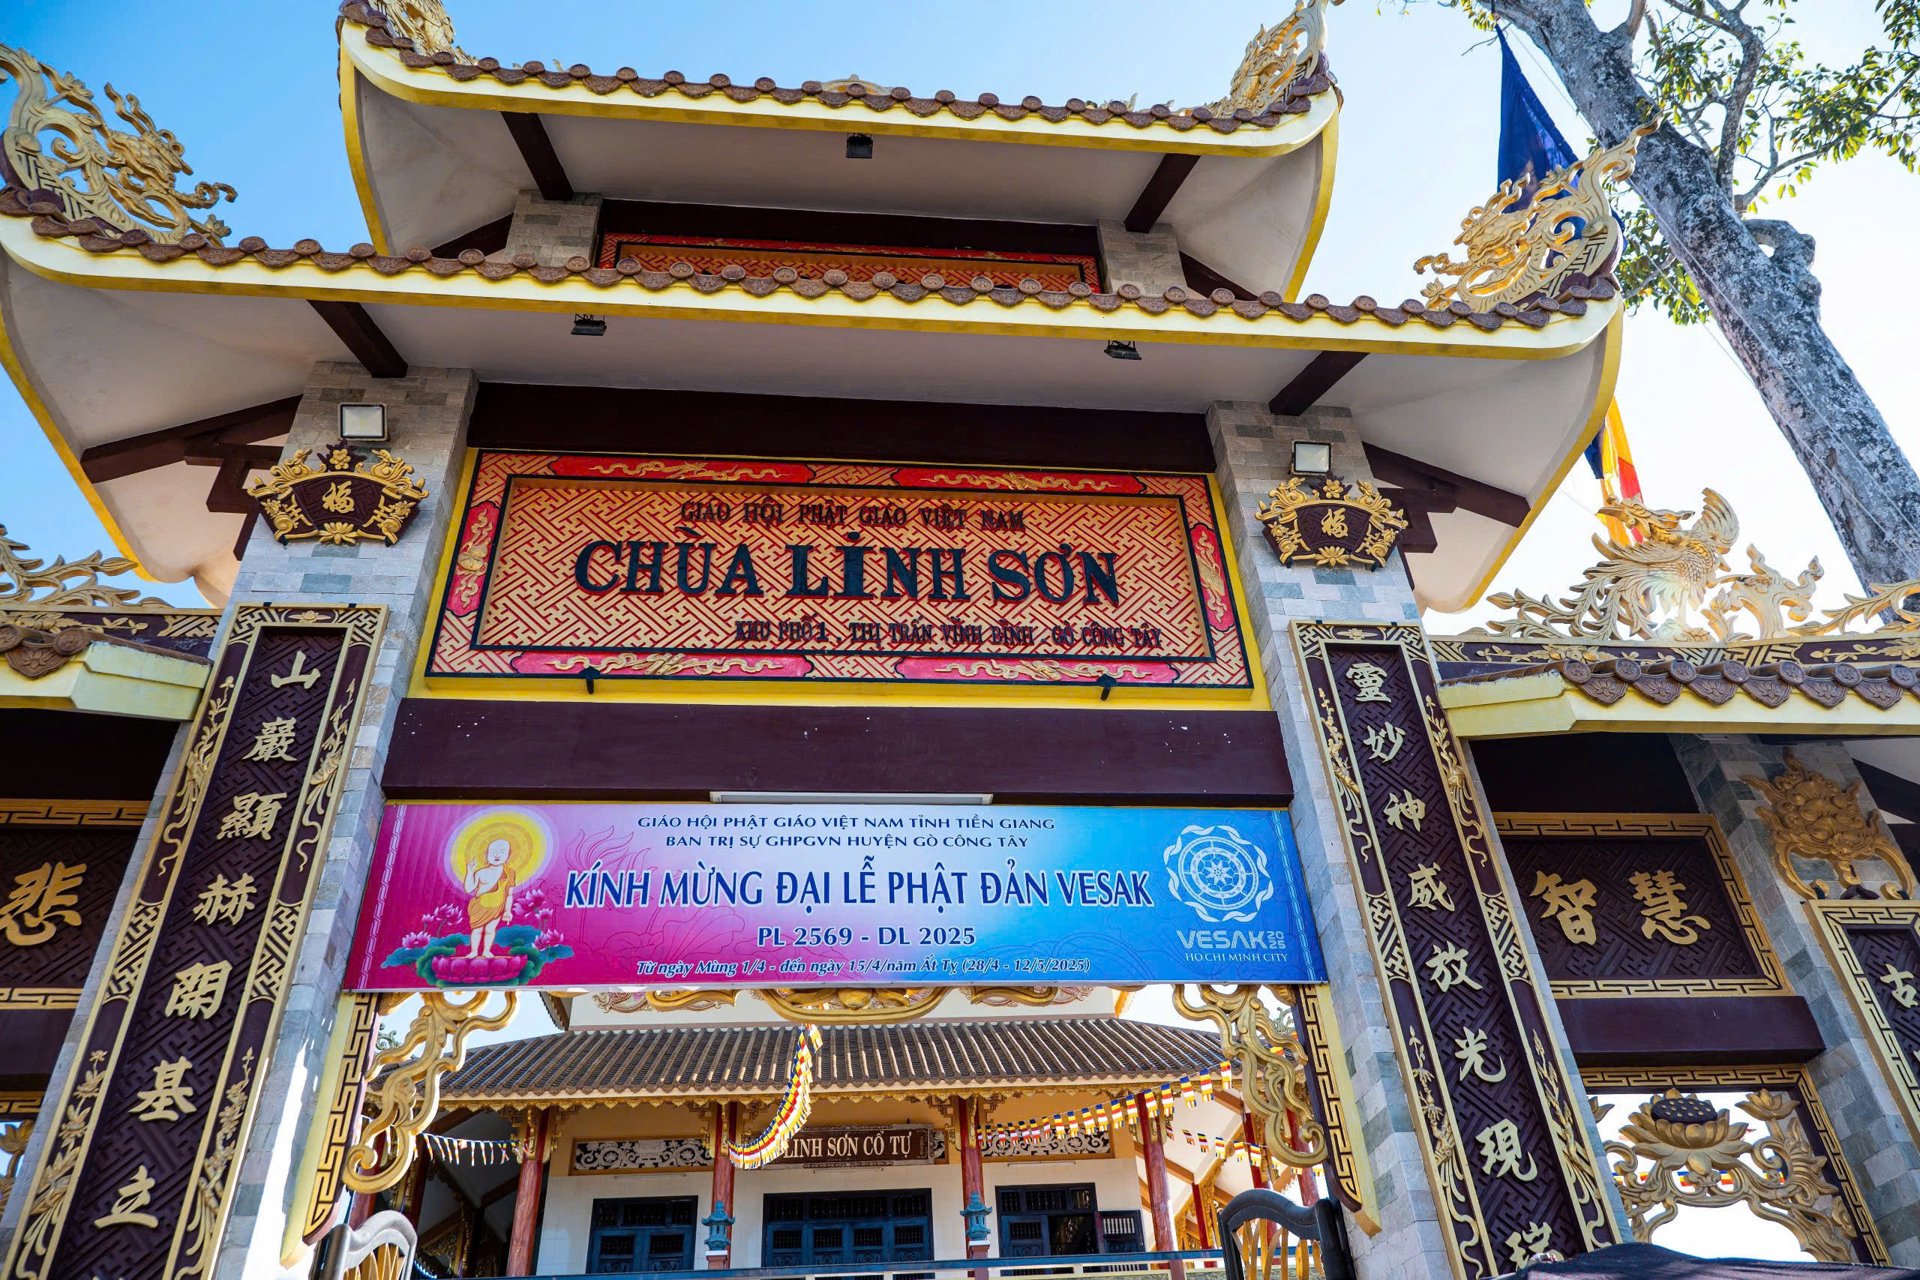 福
福
GIÁO HỘI PHẬT GIÁO VIỆT NAM
CHÙA LINH SƠN
KHU PHỐ 1, THỊ TRẤN VĨNH BÌNH - GÒ CÔNG TÂY
山巖顯赫開基立
靈妙神威放光現瑞
悲
智慧
古
GIÁO HỘI PHẬT GIÁO VIỆT NAM TỈNH TIỀN GIANG
BAN TRỊ SỰ GHPGVN HUYỆN GÒ CÔNG TÂY
KÍNH MỪNG ĐẠI LỄ PHẬT ĐẢN VESAK
PL 2569 - DL 2025
Từ ngày Mùng 1/4 - đến ngày 15/4/năm Ất Tỵ (28/4 - 12/5/2025)
VESAK 2025
HO CHI MINH CITY
LINH SƠN CỔ TỰ